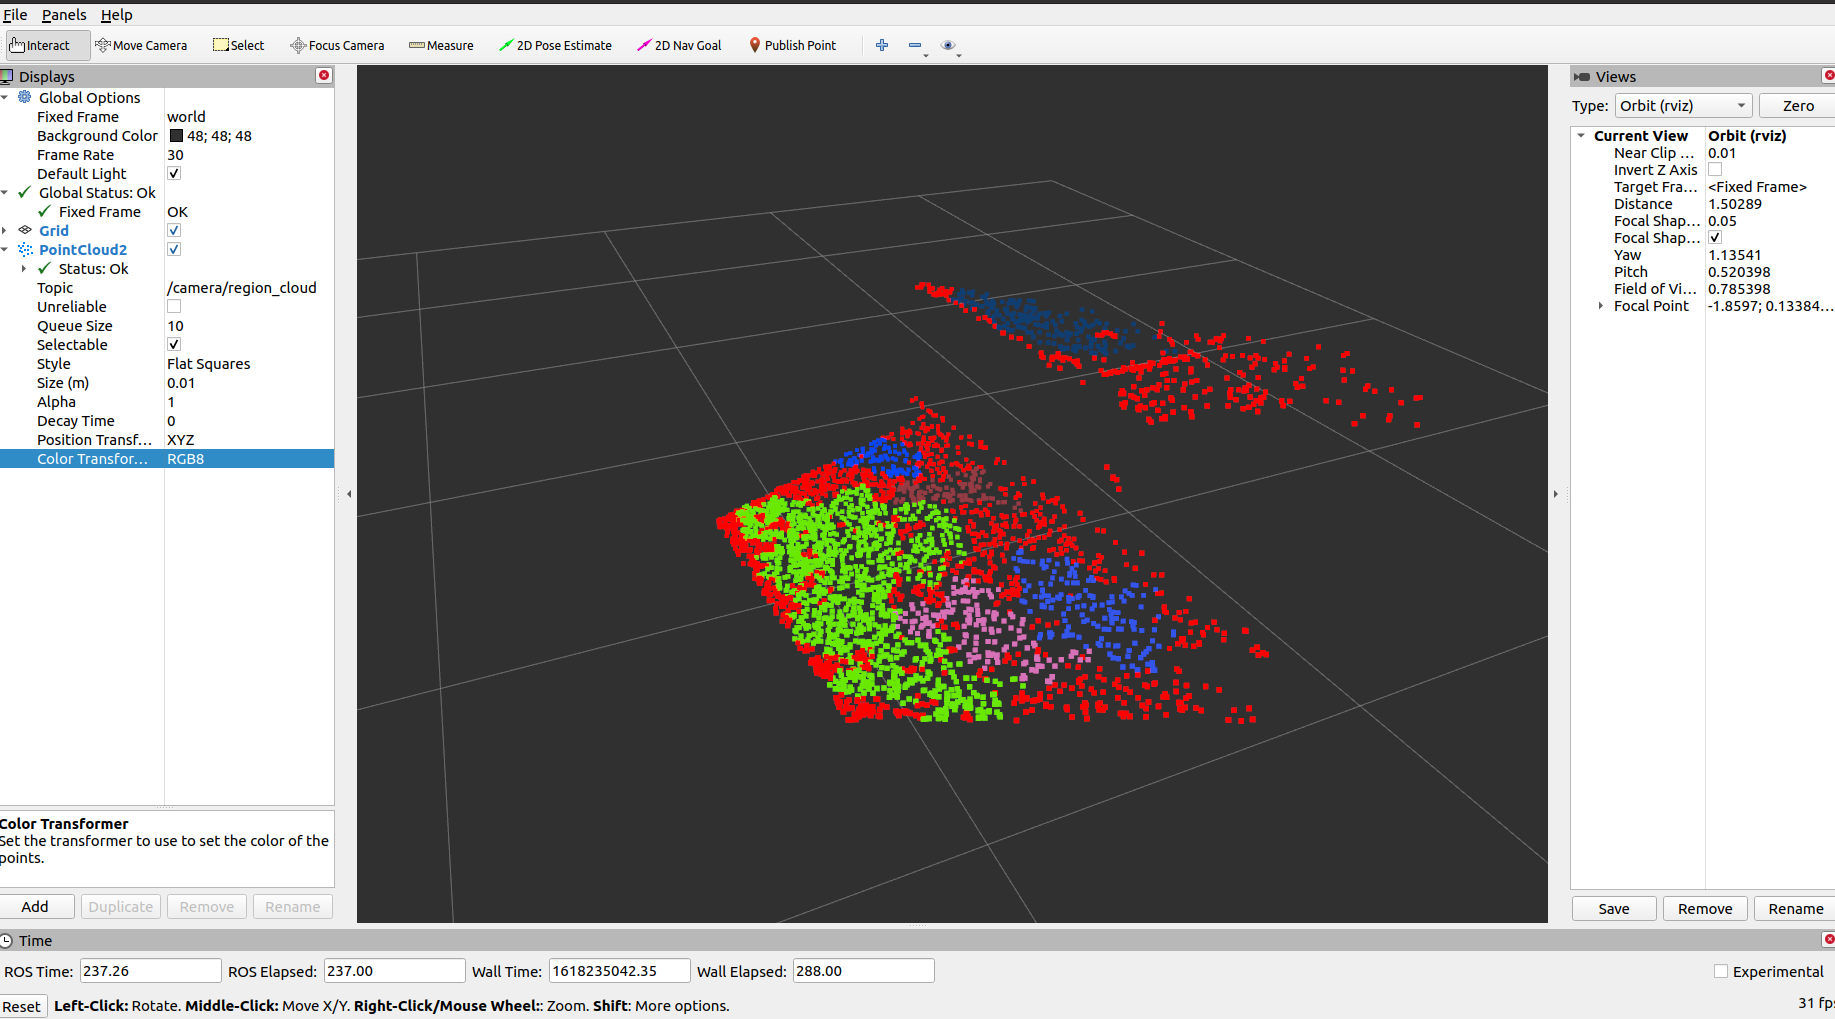 File Panels Help
Interact Move Camera Select Focus Camera Measure 2D Pose Estimate 2D Nav Goal Publish Point
Displays
Global Options
Fixed Frame world
Background Color 48; 48; 48
Frame Rate 30
Default Light
Global Status: Ok
Fixed Frame OK
Grid
PointCloud2
Status: Ok
Topic /camera/region_cloud
Unreliable
Queue Size 10
Selectable
Style Flat Squares
Size (m) 0.01
Alpha 1
Decay Time 0
Position Transf... XYZ
Color Transfor... RGB8
Color Transformer
Set the transformer to use to set the color of the
points.
Add Duplicate Remove Rename
Views
Type: Orbit (rviz) Zero
Current View Orbit (rviz)
Near Clip ... 0.01
Invert Z Axis
Target Fra... <Fixed Frame>
Distance 1.50289
Focal Shap... 0.05
Focal Shap...
Yaw 1.13541
Pitch 0.520398
Field of Vi... 0.785398
Focal Point -1.8597; 0.13384...
Save Remove Rename
Time
ROS Time: 237.26 ROS Elapsed: 237.00 Wall Time: 1618235042.35 Wall Elapsed: 288.00 Experimental
Reset Left-Click: Rotate. Middle-Click: Move X/Y. Right-Click/Mouse Wheel:: Zoom. Shift: More options. 31 fps